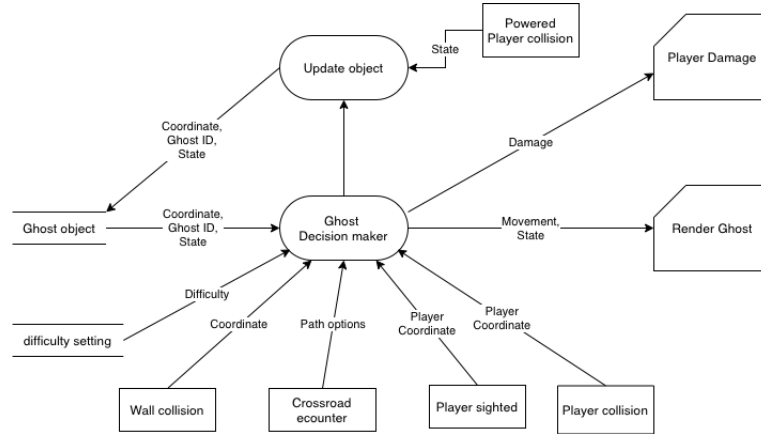 Powered
Player collision
Player Damage
State
Update object
Coordinate,
Ghost ID,
State
Damage
Ghost object
Coordinate,
Ghost ID,
State
Ghost
Decision maker
Movement,
State
Render Ghost
Difficulty
difficulty setting
Coordinate
Path options
Player
Coordinate
Player
Coordinate
Wall collision
Crossroad
ecounter
Player sighted
Player collision